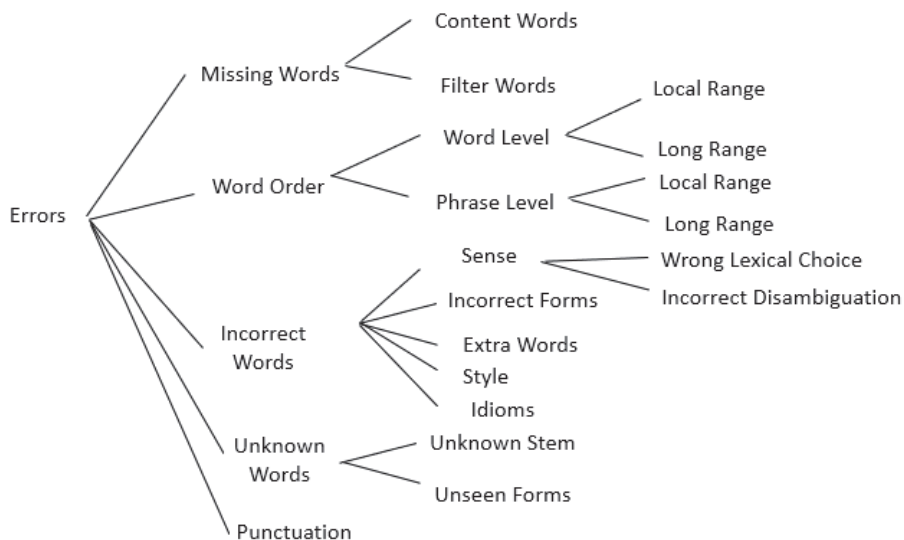 Content Words
Missing Words
Filter Words
Local Range
Word Level
Long Range
Word Order
Local Range
Phrase Level
Errors
Long Range
Sense
Wrong Lexical Choice
Incorrect Disambiguation
Incorrect Forms
Incorrect
Words
Extra Words
Style
Idioms
Unknown
Words
Unknown Stem
Unseen Forms
Punctuation